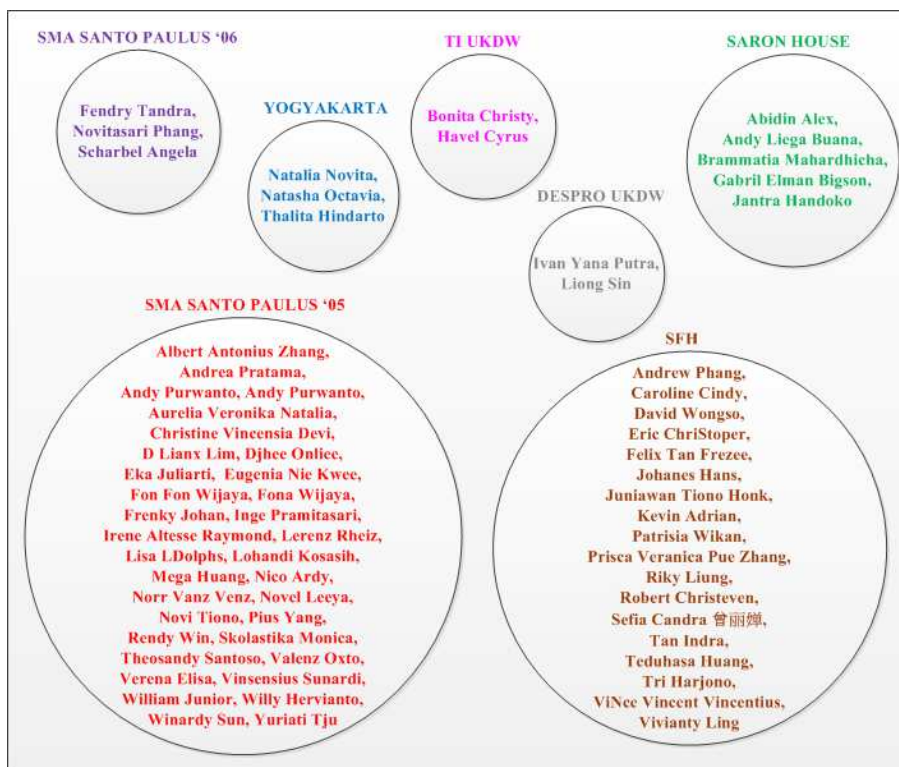 SMA SANTO PAULUS ‘06
Fendry Tandra,
Novitasari Phang,
Scharbel Angela
YOGYAKARTA
Natalia Novita,
Natasha Octavia,
Thalita Hindarto
TI UKDW
Bonita Christy,
Havel Cyrus
SARON HOUSE
Abidin Alex,
Andy Liega Buana,
Brammatia Mahardhicha,
Gabril Elman Bigson,
Jantra Handoko
DESPRO UKDW
Ivan Yana Putra,
Liong Sin
SMA SANTO PAULUS ‘05
Albert Antonius Zhang,
Andrea Pratama,
Andy Purwanto, Andy Purwanto,
Aurelia Veronika Natalia,
Christine Vincensia Devi,
D Lianx Lim, Djhee Onliee,
Eka Juliarti, Eugenia Nie Kwee,
Fon Fon Wijaya, Fona Wijaya,
Frenky Johan, Inge Pramitasari,
Irene Altesse Raymond, Lerenz Rheiz,
Lisa LDolphs, Lohandi Kosasih,
Mega Huang, Nico Ardy,
Norr Vanz Venz, Novel Leeya,
Novi Tiono, Pius Yang,
Rendy Win, Skolastika Monica,
Theosandy Santoso, Valenz Oxto,
Verena Elisa, Vinsensius Sunardi,
William Junior, Willy Hervianto,
Winardy Sun, Yuriati Tju
SFH
Andrew Phang,
Caroline Cindy,
David Wongso,
Eric ChriStoper,
Felix Tan Frezee,
Johanes Hans,
Juniawan Tiono Honk,
Kevin Adrian,
Patrisia Wikan,
Prisca Veranica Pue Zhang,
Riky Liung,
Robert Christeven,
Sefia Candra 曾丽婵,
Tan Indra,
Teduhasa Huang,
Tri Harjono,
ViNce Vincent Vincentius,
Vivianty Ling